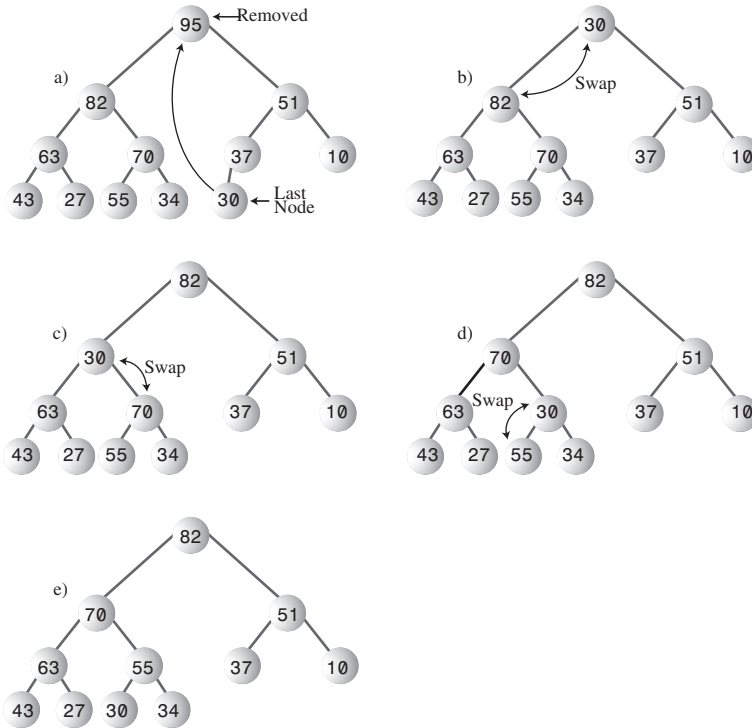 95 Removed 30
a) b)
82 51 Swap 82 51
63 70 37 10 63 70 37 10
43 27 55 34 30 Last Node 43 27 55 34
82 82
c) d)
30 Swap 51 70 51
63 70 37 10 63 Swap 30 37 10
43 27 55 34 43 27 55 34
82
e)
70 51
63 55 37 10
43 27 30 34